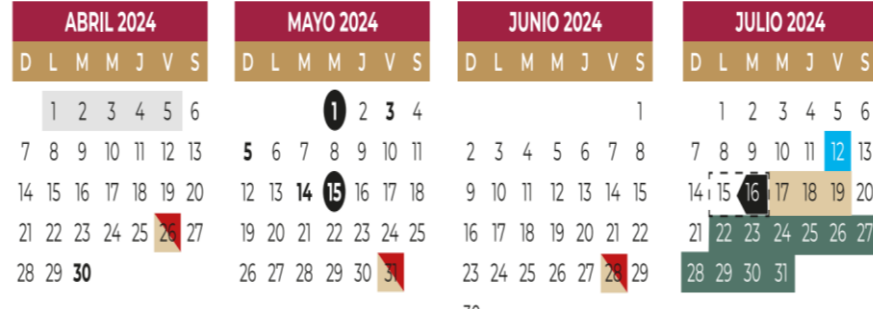 ABRIL 2024 MAYO 2024 JUNIO 2024 JULIO 2024
D L M M J V S D L M M J V S D L M M J V S D L M M J V S
1 2 3 4 5 6 1 2 3 4 1 1 2 3 4 5 6
7 8 9 10 11 12 13 5 6 7 8 9 10 11 2 3 4 5 6 7 8 7 8 9 10 11 12 13
14 15 16 17 18 19 20 12 13 14 15 16 17 18 9 10 11 12 13 14 15 14 15 16 17 18 19 20
21 22 23 24 25 26 27 19 20 21 22 23 24 25 16 17 18 19 20 21 22 21 22 23 24 25 26 27
28 29 30 26 27 28 29 30 31 23 24 25 26 27 28 29 28 29 30 31